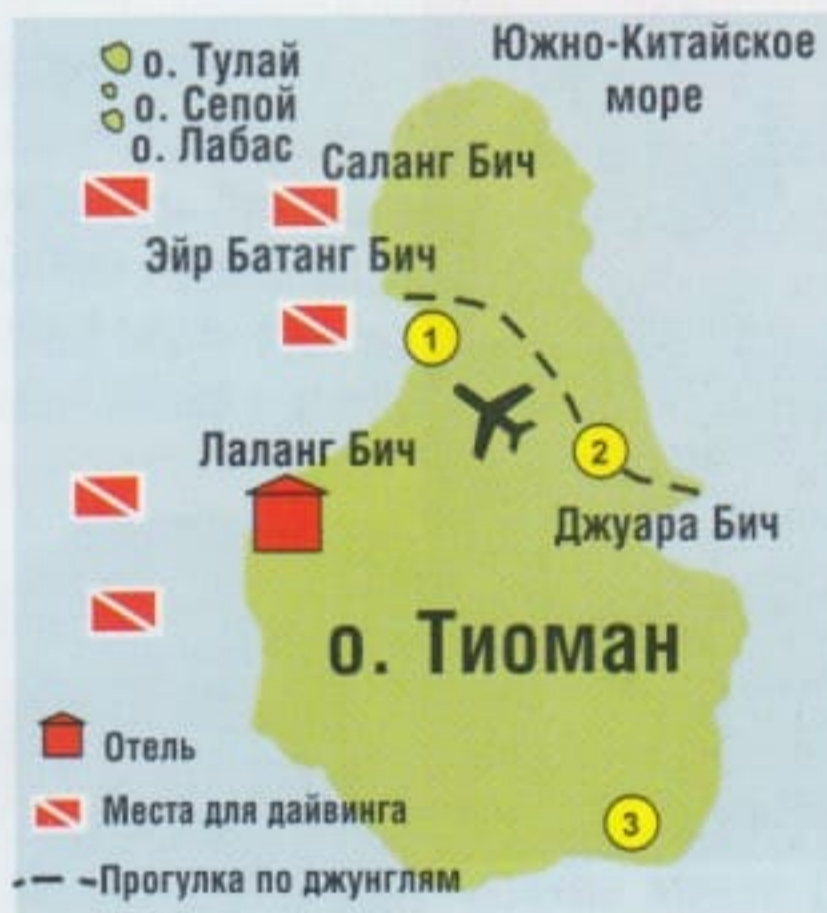 Южно-Китайское
море
о. Тулай
о. Сепой
о. Лабас
Саланг Бич
Эйр Батанг Бич
1
Лаланг Бич
2
Джуара Бич
о. Тиоман
Отель
Места для дайвинга
3
Прогулка по джунглям